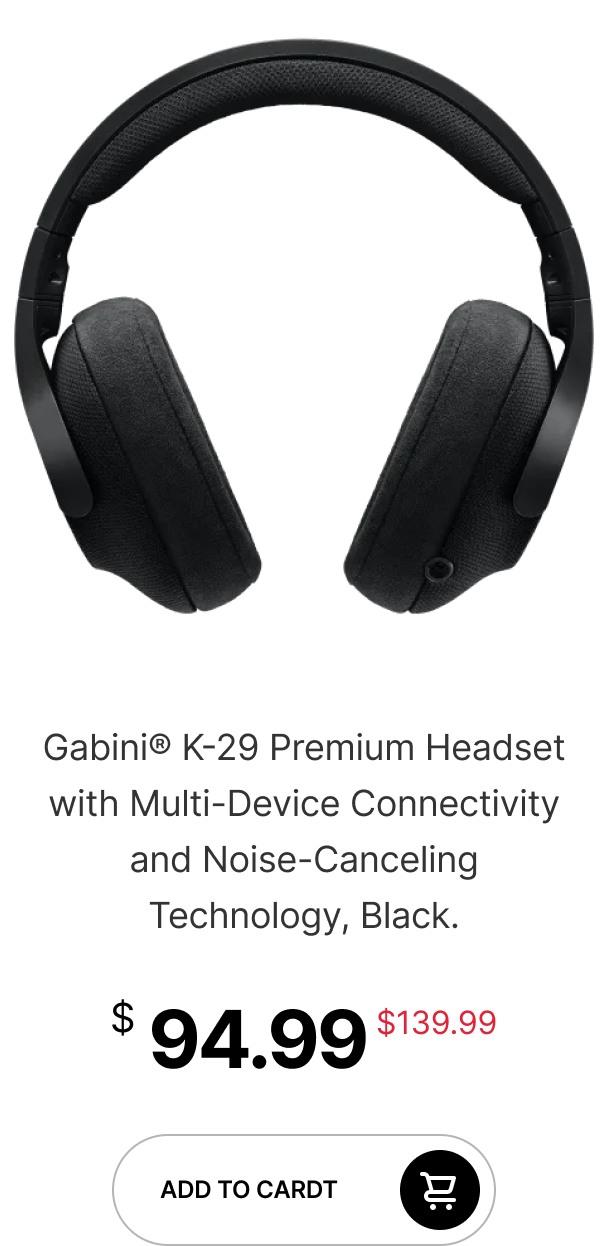 Gabini® K-29 Premium Headset
with Multi-Device Connectivity
and Noise-Canceling
Technology, Black.
$ 94.99 $139.99
ADD TO CARDT